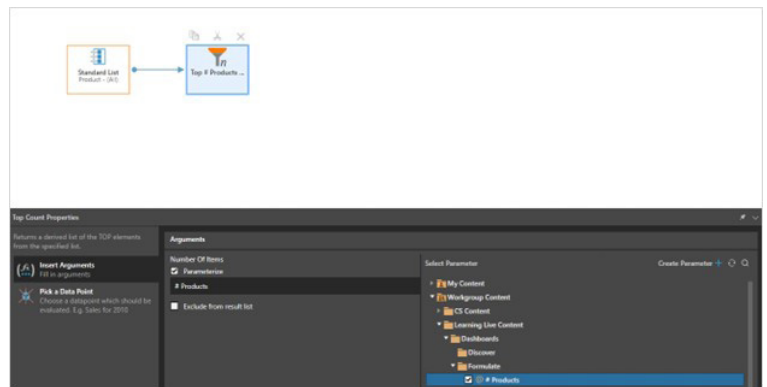 Standard List
Product - (All)
n
Top # Products ...
Top Count Properties
Returns a derived list of the TOP elements
from the specified list.
Insert Arguments
Fill in arguments
Pick a Data Point
Choose a datapoint which should be
evaluated. E.g. Sales for 2010
Arguments
Number Of Items
Parameterize
# Products
Exclude from result list
Select Parameter
Create Parameter +
My Content
Workgroup Content
CS Content
Learning Live Content
Dashboards
Discover
Formulate
# Products